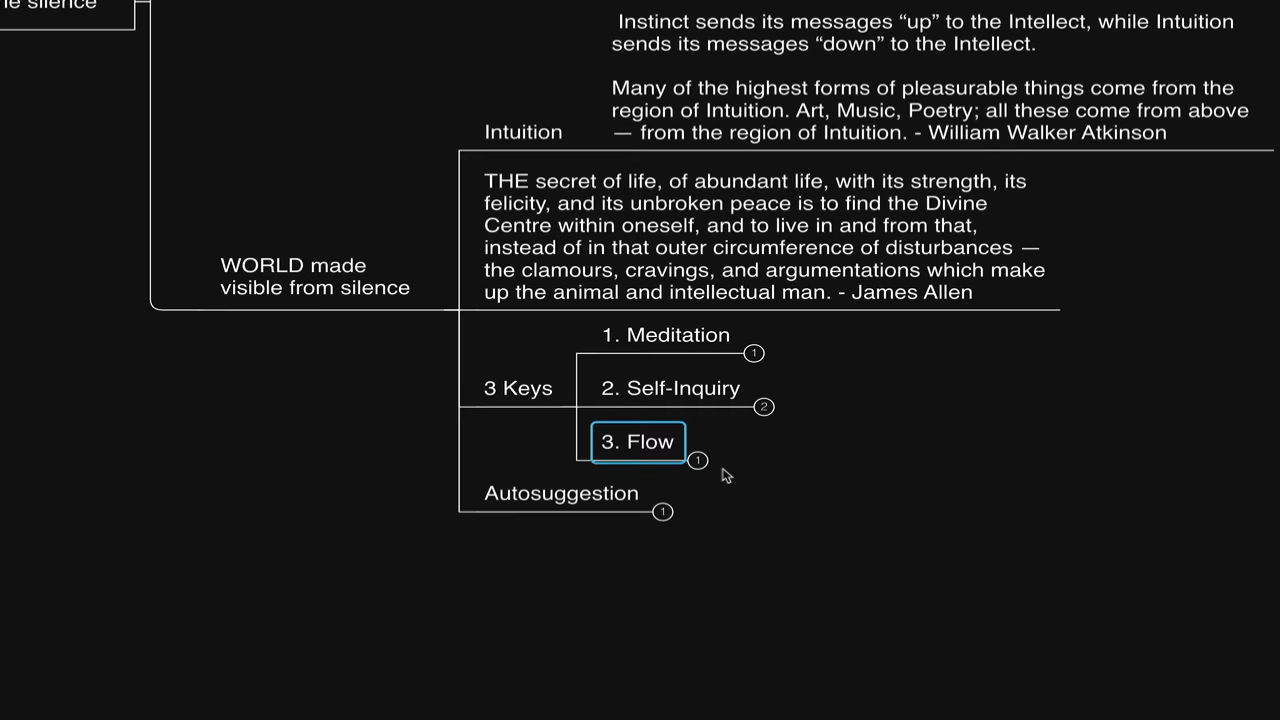 he silence
Instinct sends its messages “up” to the Intellect, while Intuition
sends its messages “down” to the Intellect.
Many of the highest forms of pleasurable things come from the
region of Intuition. Art, Music, Poetry; all these come from above
— from the region of Intuition. - William Walker Atkinson
Intuition
THE secret of life, of abundant life, with its strength, its
felicity, and its unbroken peace is to find the Divine
Centre within oneself, and to live in and from that,
instead of in that outer circumference of disturbances —
the clamours, cravings, and argumentations which make
up the animal and intellectual man. - James Allen
WORLD made
visible from silence
3 Keys
1. Meditation
1
2. Self-Inquiry
2
3. Flow
1
Autosuggestion
1